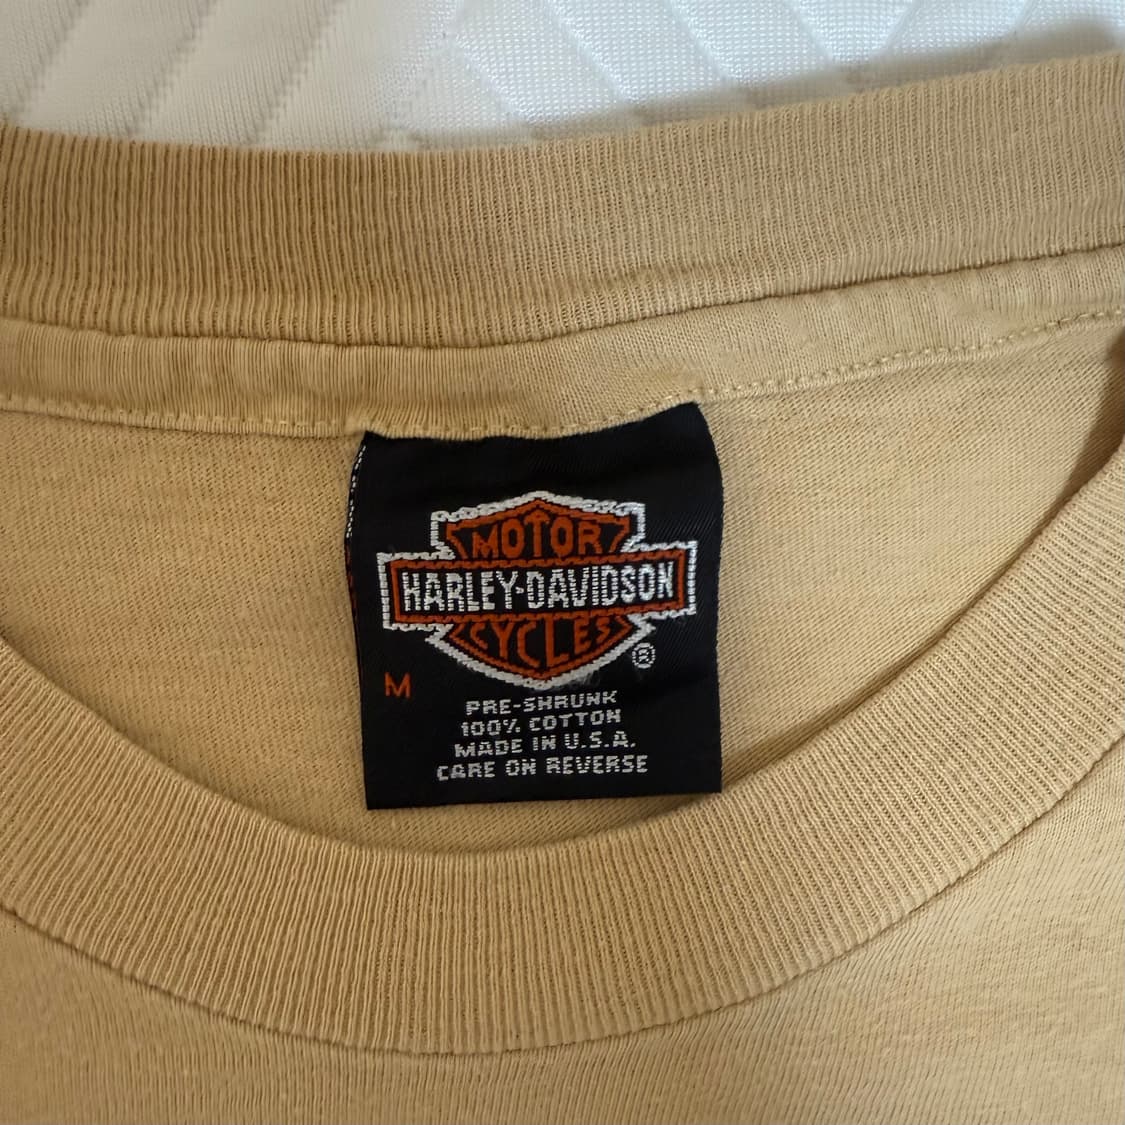 MOTOR
HARLEY-DAVIDSON
CYCLES
®
M
PRE-SHRUNK
100% COTTON
MADE IN U.S.A.
CARE ON REVERSE